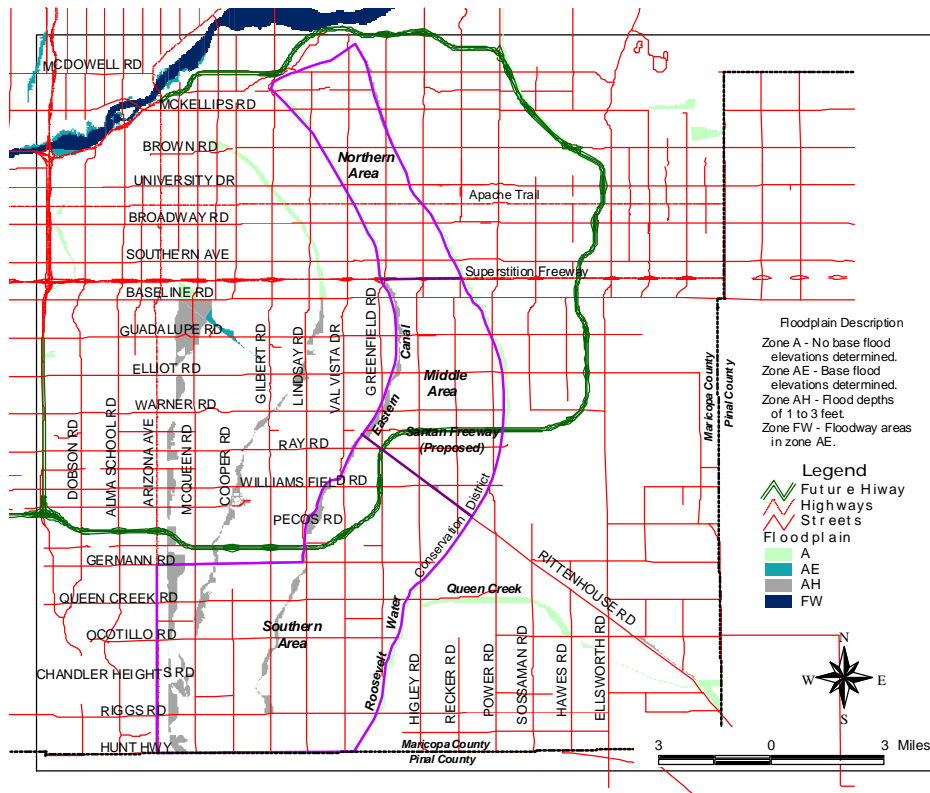 MCDOWELL RD
MCKELLIPS RD
BROWN RD
Northern
Area
UNIVERSITY DR
Apache Trail
BROADWAY RD
SOUTHERN AVE
Superstition Freeway
BASELINE RD
GUADALUPE RD
ELLIOT RD
WARNER RD
RAY RD
WILLIAMS FIELD RD
PECOS RD
GERMANN RD
QUEEN CREEK RD
OCOTILLO RD
CHANDLER HEIGHTS RD
RIGGS RD
HUNT HWY
DOBSON RD
ALMA SCHOOL RD
ARIZONA AVE
MCQUEEN RD
COOPER RD
GILBERT RD
LINDSAY RD
VAL VISTA DR
GREENFIELD RD
Eastern Canal
Middle
Area
Santan Freeway
(Proposed)
Roosevelt Water Conservation District
Queen Creek
RITTENHOUSE RD
Southern
Area
HIGLEY RD
RECKER RD
POWER RD
SOSSAMAN RD
HAWES RD
ELLSWORTH RD
Maricopa County
Pinal County
Maricopa County
Pinal County
Floodplain Description
Zone A - No base flood
elevations determined.
Zone AE - Base flood
elevations determined.
Zone AH - Flood depths
of 1 to 3 feet.
Zone FW - Floodway areas
in zone AE.
Legend
Future Hiway
Highways
Streets
Floodplain
A
AE
AH
FW
N
W E
S
3 0 3 Miles